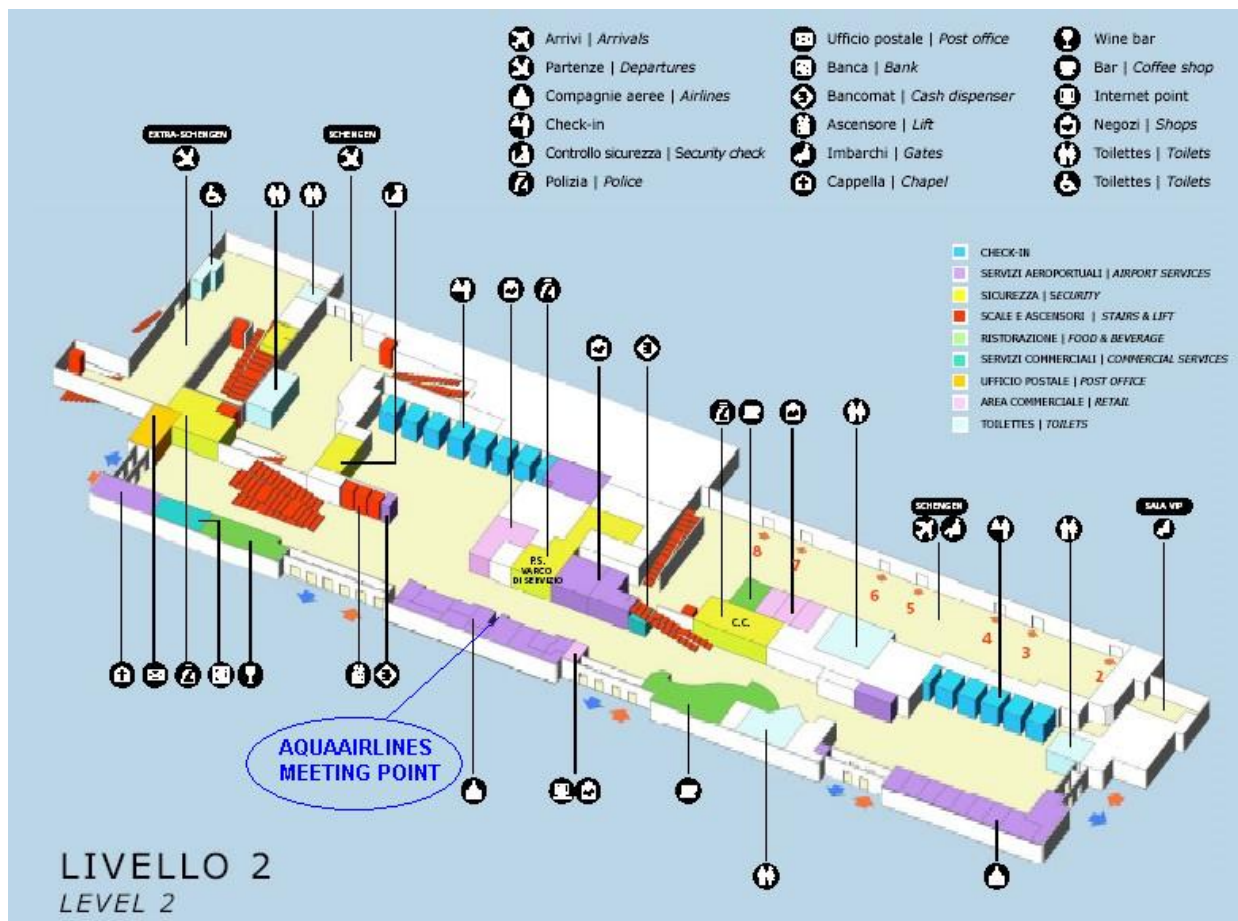 Arrivi | Arrivals
Partenze | Departures
Compagnie aeree | Airlines
Check-in
Controllo sicurezza | Security check
Polizia | Police
Ufficio postale | Post office
Banca | Bank
Bancomat | Cash dispenser
Ascensore | Lift
Imbarchi | Gates
Cappella | Chapel
Wine bar
Bar | Coffee shop
Internet point
Negozi | Shops
Toilettes | Toilets
Toilettes | Toilets
EXTRA-SCHENGEN
SCHENGEN
CHECK-IN
SERVIZI AEROPORTUALI | AIRPORT SERVICES
SICUREZZA | SECURITY
SCALE E ASCENSORI | STAIRS & LIFT
RISTORAZIONE | FOOD & BEVERAGE
SERVIZI COMMERCIALI | COMMERCIAL SERVICES
UFFICIO POSTALE | POST OFFICE
AREA COMMERCIALE | RETAIL
TOILETTES | TOILETS
SCHENGEN
SALA VIP
8
7
6
5
4
3
2
P.S.
VARCO
DI SERVIZIO
C.C.
AQUAAIRLINES
MEETING POINT
LIVELLO 2
LEVEL 2